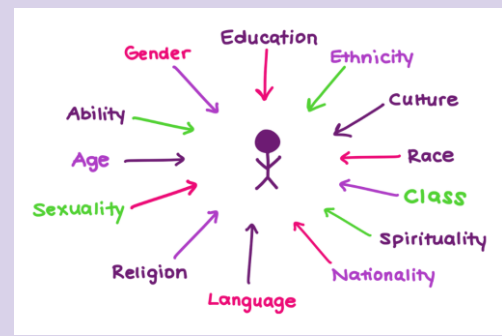 Education
Gender
Ethnicity
Culture
Ability
Race
Age
Class
Sexuality
Spirituality
Religion
Nationality
Language